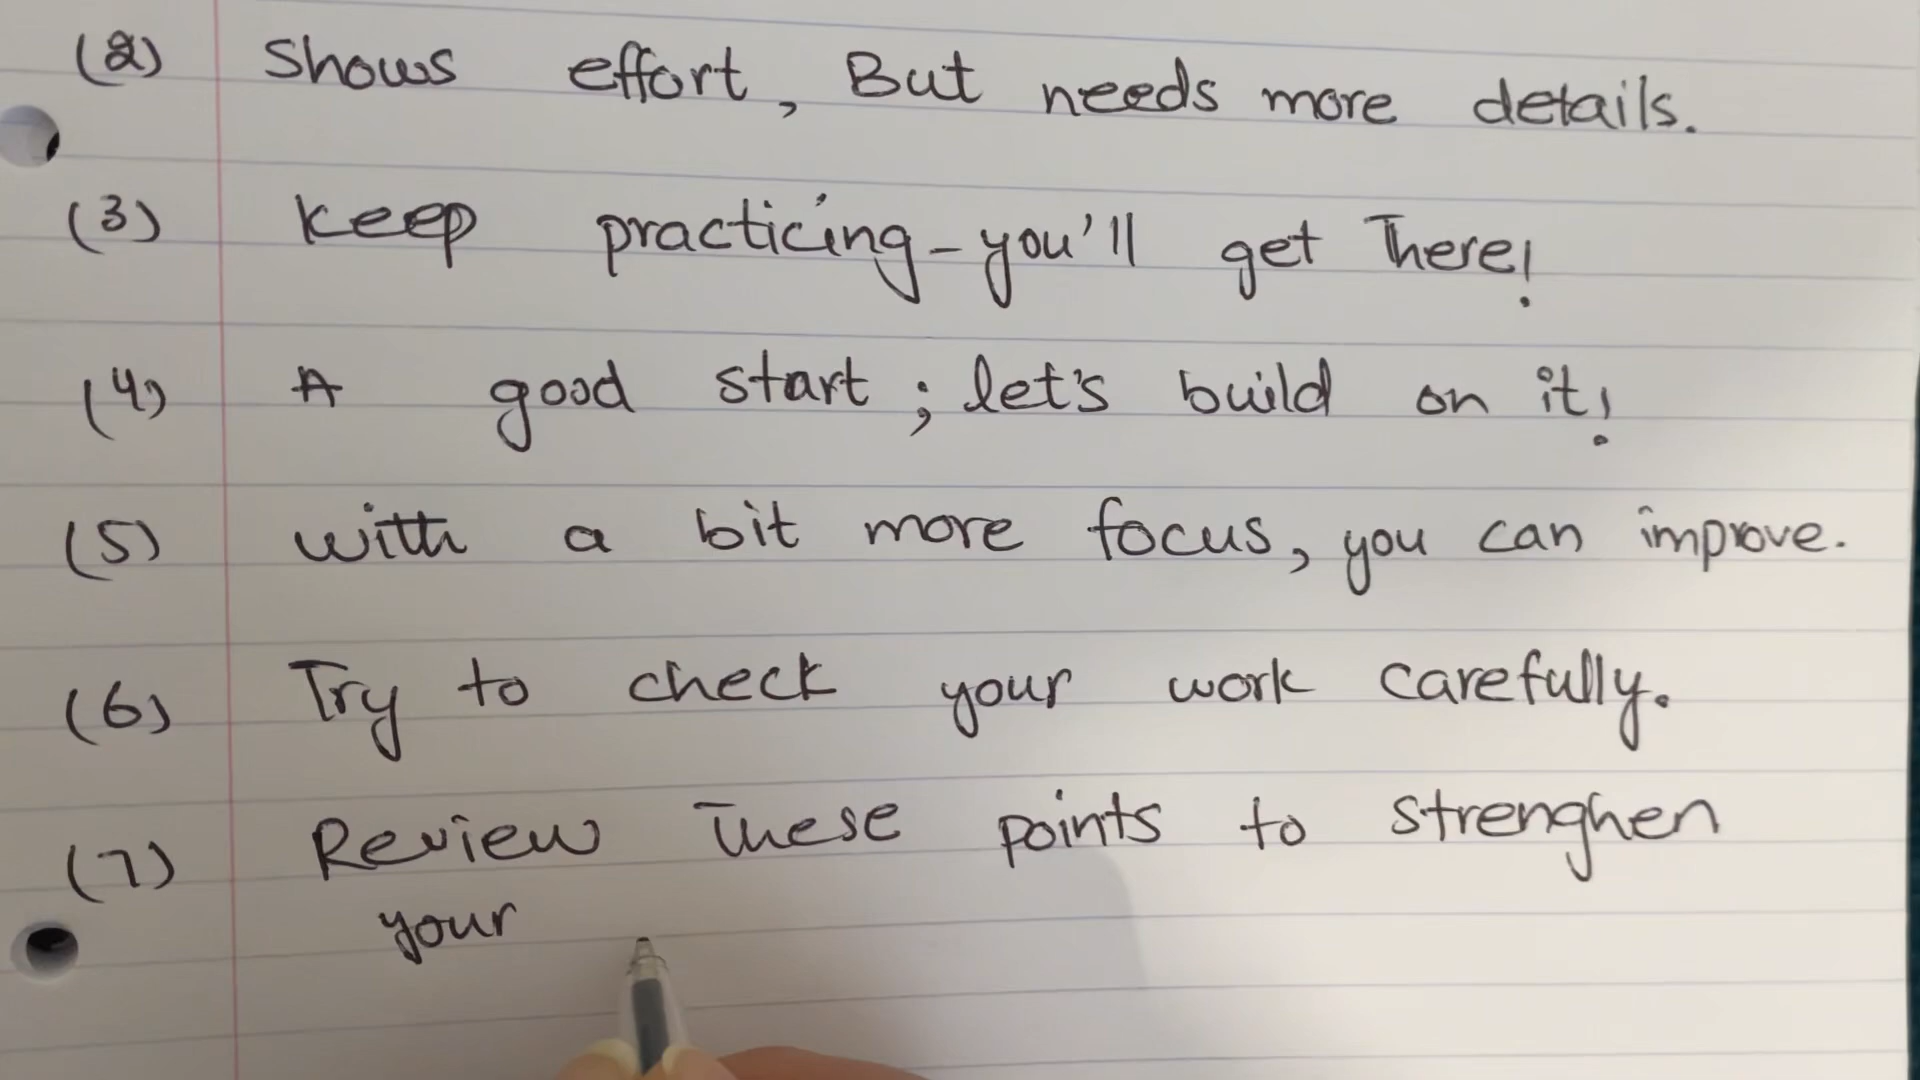 (2) Shows effort, But needs more details.
(3) Keep practicing-you'll get There!
(4) A good start; let's build on it!
(5) with a bit more focus, you can improve.
(6) Try to check your work carefully.
(7) Review These points to strenghen
your